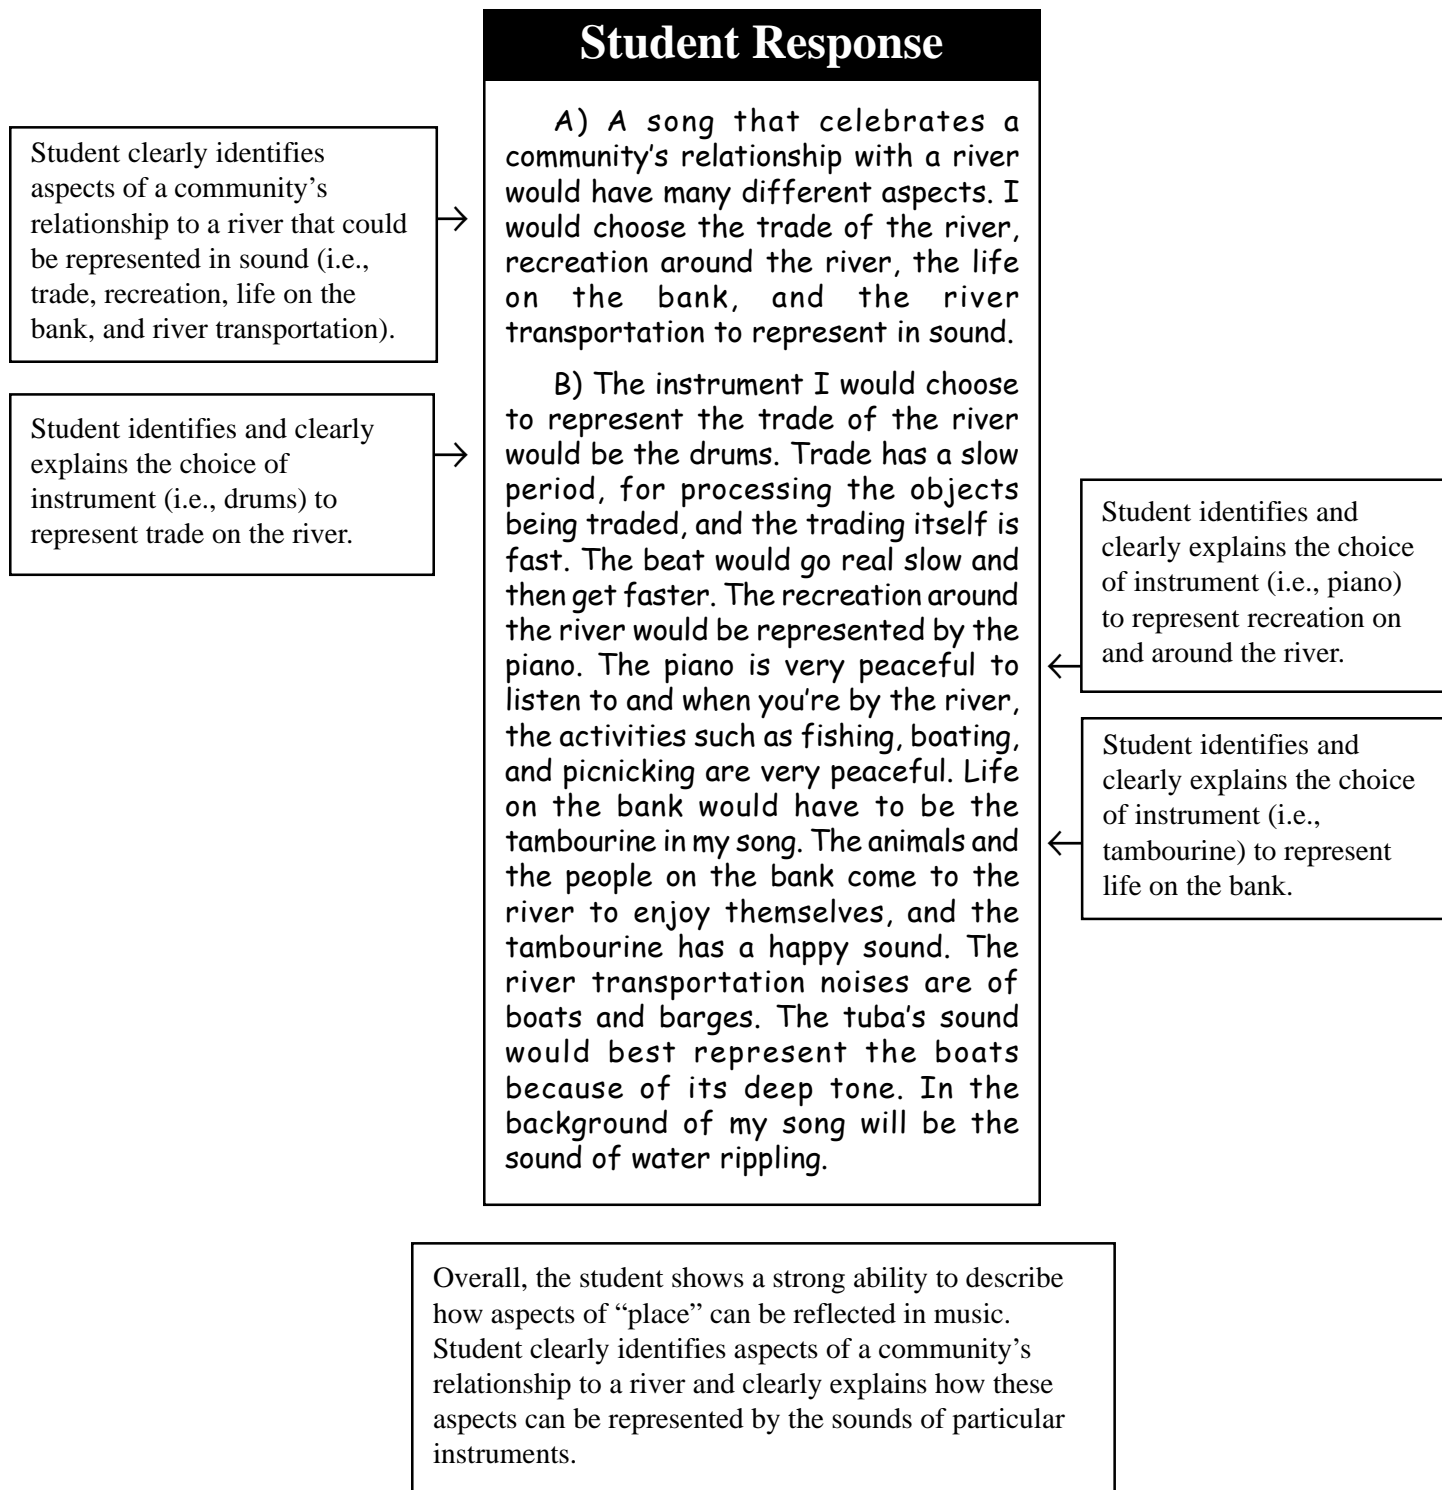 Student Response
Student clearly identifies
aspects of a community’s
relationship to a river that could
be represented in sound (i.e.,
trade, recreation, life on the
bank, and river transportation).
A) A song that celebrates a
community’s relationship with a river
would have many different aspects. I
would choose the trade of the river,
recreation around the river, the life
on the bank, and the river
transportation to represent in sound.
Student identifies and clearly
explains the choice of
instrument (i.e., drums) to
represent trade on the river.
B) The instrument I would choose
to represent the trade of the river
would be the drums. Trade has a slow
period, for processing the objects
being traded, and the trading itself is
fast. The beat would go real slow and
then get faster. The recreation around
the river would be represented by the
piano. The piano is very peaceful to
listen to and when you’re by the river,
the activities such as fishing, boating,
and picnicking are very peaceful. Life
on the bank would have to be the
tambourine in my song. The animals and
the people on the bank come to the
river to enjoy themselves, and the
tambourine has a happy sound. The
river transportation noises are of
boats and barges. The tuba’s sound
would best represent the boats
because of its deep tone. In the
background of my song will be the
sound of water rippling.
Student identifies and
clearly explains the choice
of instrument (i.e., piano)
to represent recreation on
and around the river.
Student identifies and
clearly explains the choice
of instrument (i.e.,
tambourine) to represent
life on the bank.
Overall, the student shows a strong ability to describe
how aspects of “place” can be reflected in music.
Student clearly identifies aspects of a community’s
relationship to a river and clearly explains how these
aspects can be represented by the sounds of particular
instruments.